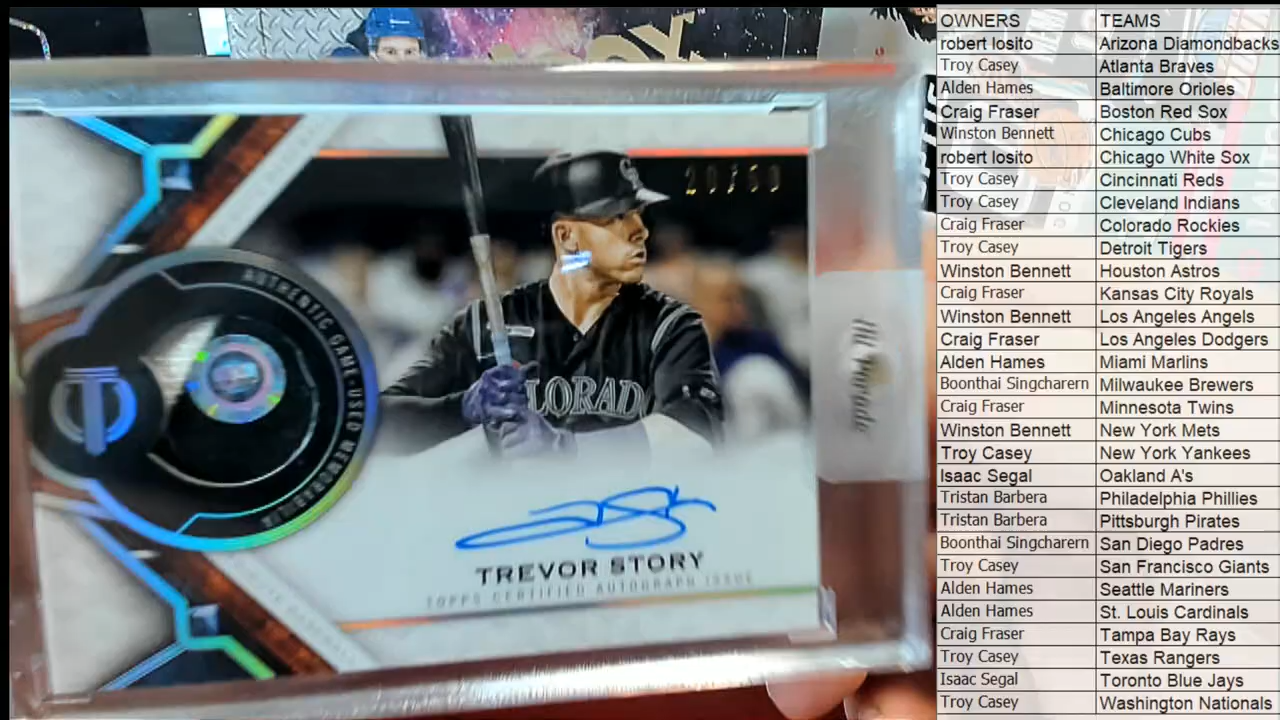 20/50
AUTHENTIC GAME-USED MEMORABILIA
LORAD
TREVOR STORY
TOPPS CERTIFIED AUTOGRAPH ISSUE
Hit Parade
OWNERS TEAMS
robert losito Arizona Diamondbacks
Troy Casey Atlanta Braves
Alden Hames Baltimore Orioles
Craig Fraser Boston Red Sox
Winston Bennett Chicago Cubs
robert losito Chicago White Sox
Troy Casey Cincinnati Reds
Troy Casey Cleveland Indians
Craig Fraser Colorado Rockies
Troy Casey Detroit Tigers
Winston Bennett Houston Astros
Craig Fraser Kansas City Royals
Winston Bennett Los Angeles Angels
Craig Fraser Los Angeles Dodgers
Alden Hames Miami Marlins
Boonthai Singcharern Milwaukee Brewers
Craig Fraser Minnesota Twins
Winston Bennett New York Mets
Troy Casey New York Yankees
Isaac Segal Oakland A's
Tristan Barbera Philadelphia Phillies
Tristan Barbera Pittsburgh Pirates
Boonthai Singcharern San Diego Padres
Troy Casey San Francisco Giants
Alden Hames Seattle Mariners
Alden Hames St. Louis Cardinals
Craig Fraser Tampa Bay Rays
Troy Casey Texas Rangers
Isaac Segal Toronto Blue Jays
Troy Casey Washington Nationals